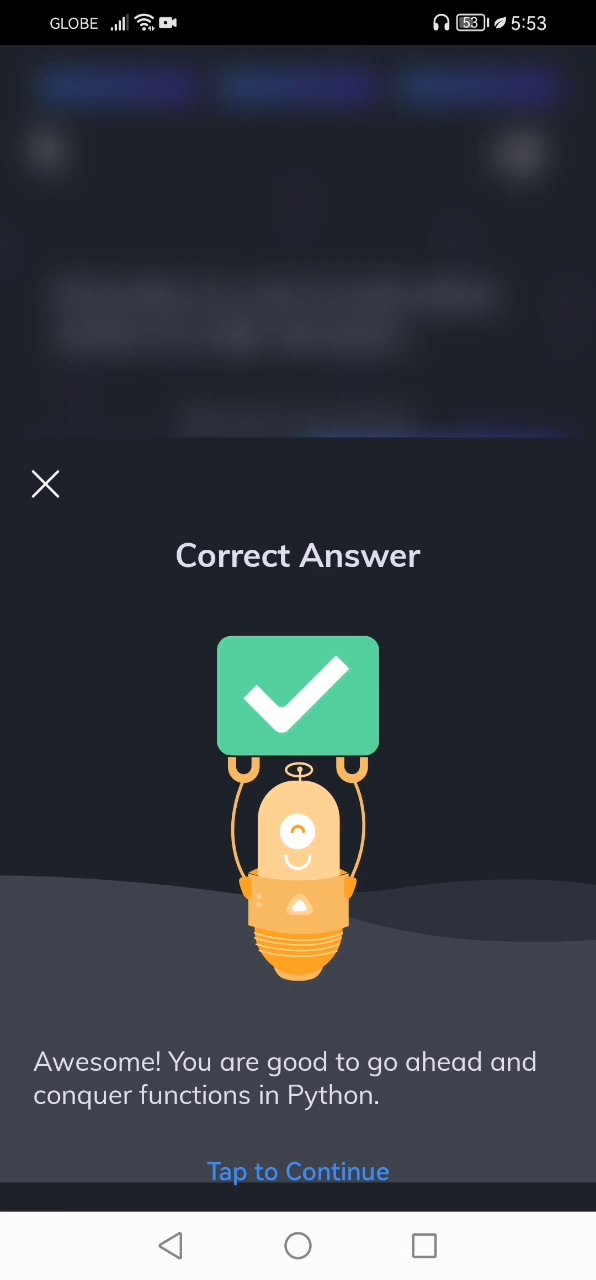 GLOBE 53 5:53
Correct Answer
Awesome! You are good to go ahead and
conquer functions in Python.
Tap to Continue